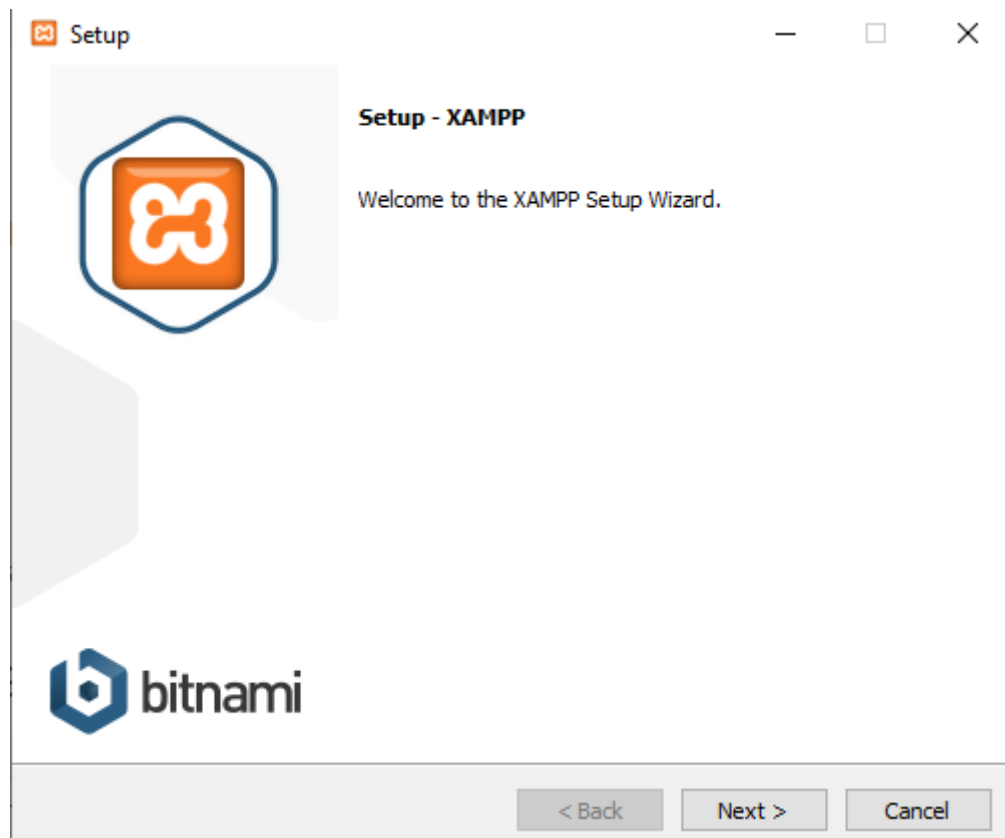 Setup
Setup - XAMPP
Welcome to the XAMPP Setup Wizard.
bitnami
< Back
Next >
Cancel